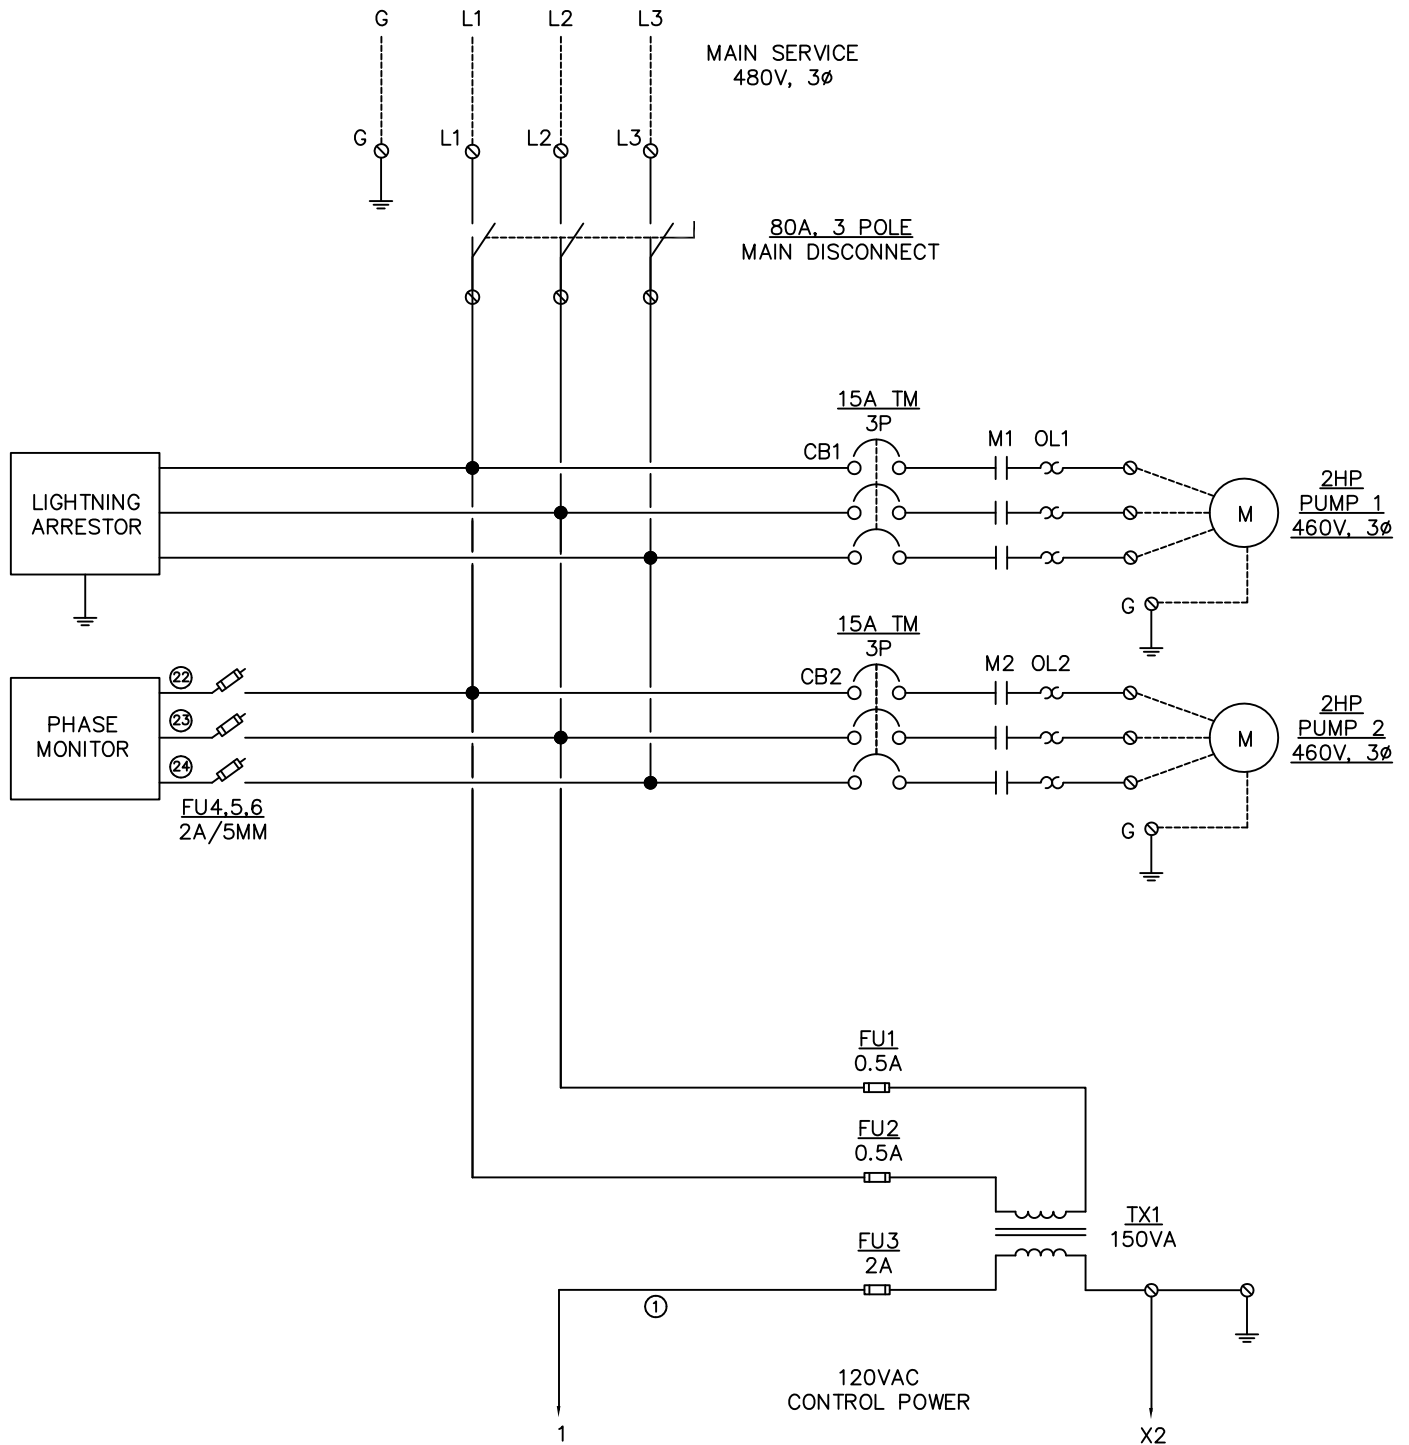 G
L1
L2
L3
MAIN SERVICE
480V, 3ø
G
L1
L2
L3
80A, 3 POLE
MAIN DISCONNECT
15A TM
3P
CB1
M1
OL1
LIGHTNING
ARRESTOR
M
2HP
PUMP 1
460V, 3ø
G
15A TM
3P
CB2
M2
OL2
22
23
24
PHASE
MONITOR
FU4,5,6
2A/5MM
M
2HP
PUMP 2
460V, 3ø
G
FU1
0.5A
FU2
0.5A
TX1
150VA
FU3
2A
1
120VAC
CONTROL POWER
1
X2